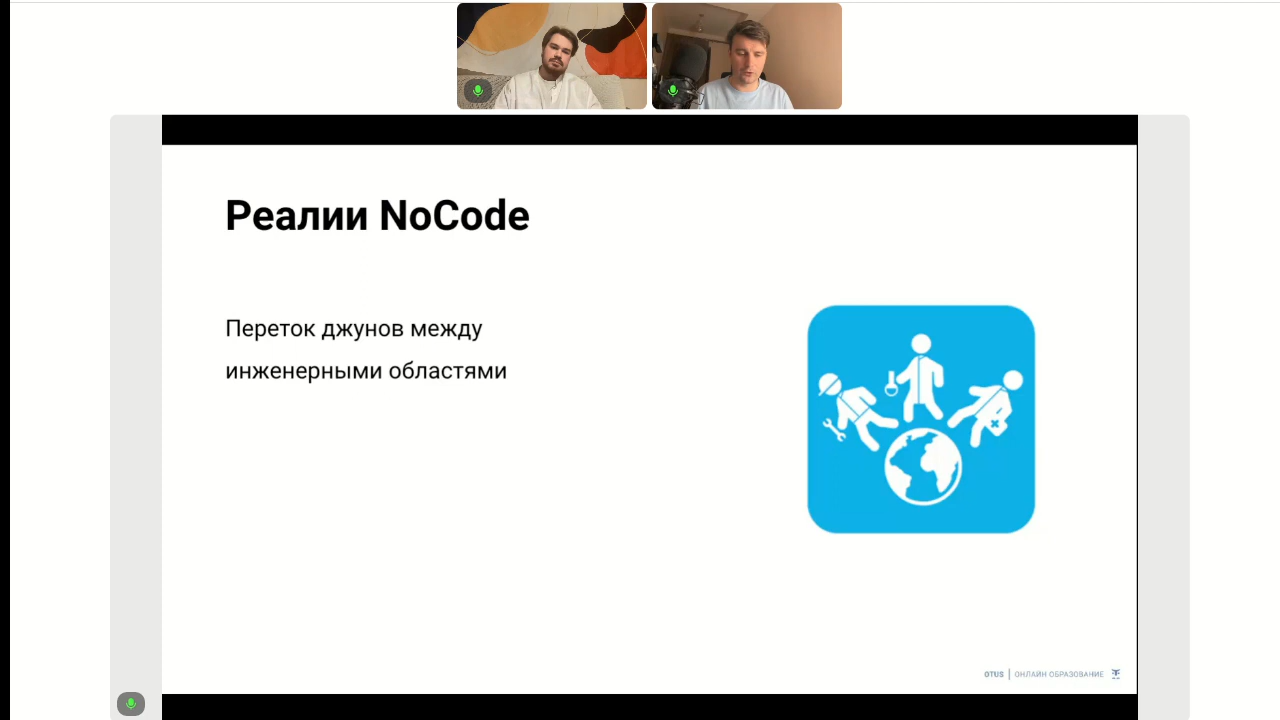 Реалии NoCode
Переток джунов между
инженерными областями
OTUS | ОНЛАЙН ОБРАЗОВАНИЕ